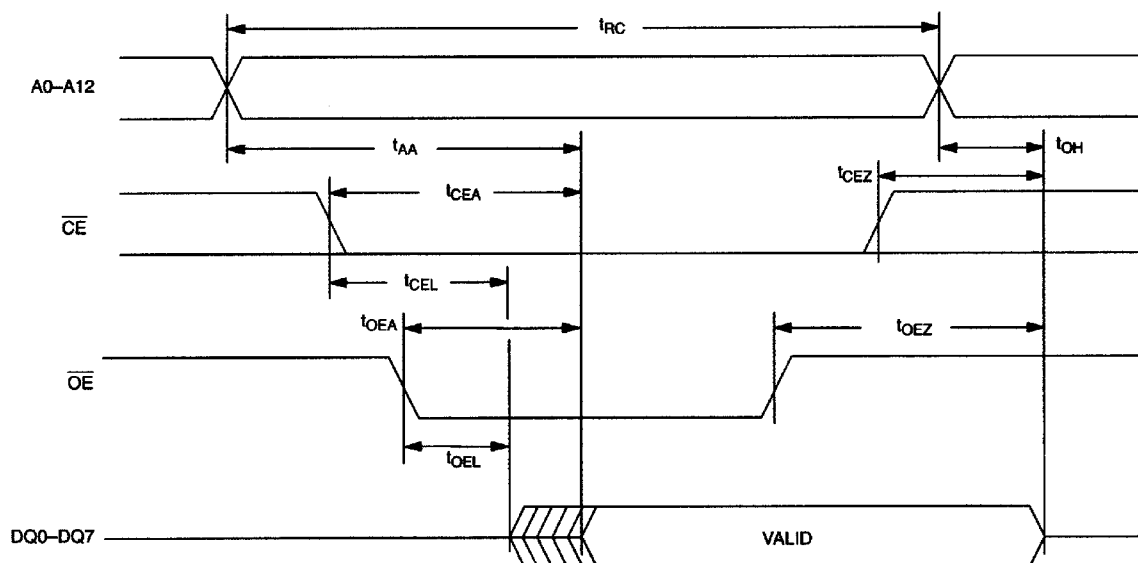 tRC
A0–A12
tAA
tOH
tCEA
tCEZ
CE
tCEL
tOEA
tOEZ
OE
tOEL
DQ0–DQ7
VALID